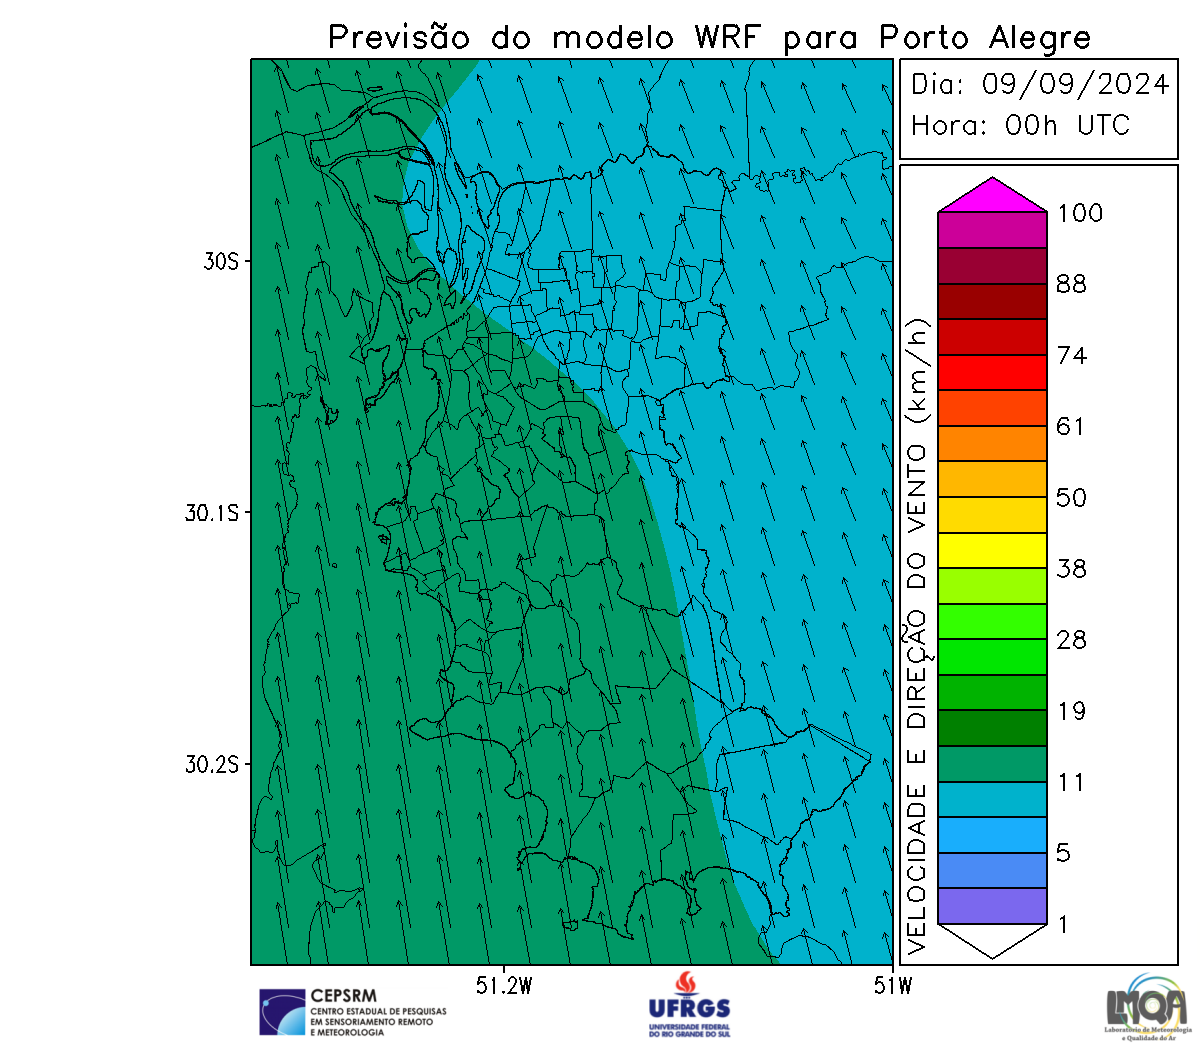 Previsão do modelo WRF para Porto Alegre
Dia: 09/09/2024
Hora: 00h UTC
30S
30.1S
30.2S
51.2W
51W
VELOCIDADE E DIREÇÃO DO VENTO (km/h)
100
88
74
61
50
38
28
19
11
5
1
CEPSRM
CENTRO ESTADUAL DE PESQUISAS
EM SENSORIAMENTO REMOTO
E METEOROLOGIA
UFRGS
UNIVERSIDADE FEDERAL
DO RIO GRANDE DO SUL
LMQA
Laboratório de Meteorologia
e Qualidade do Ar